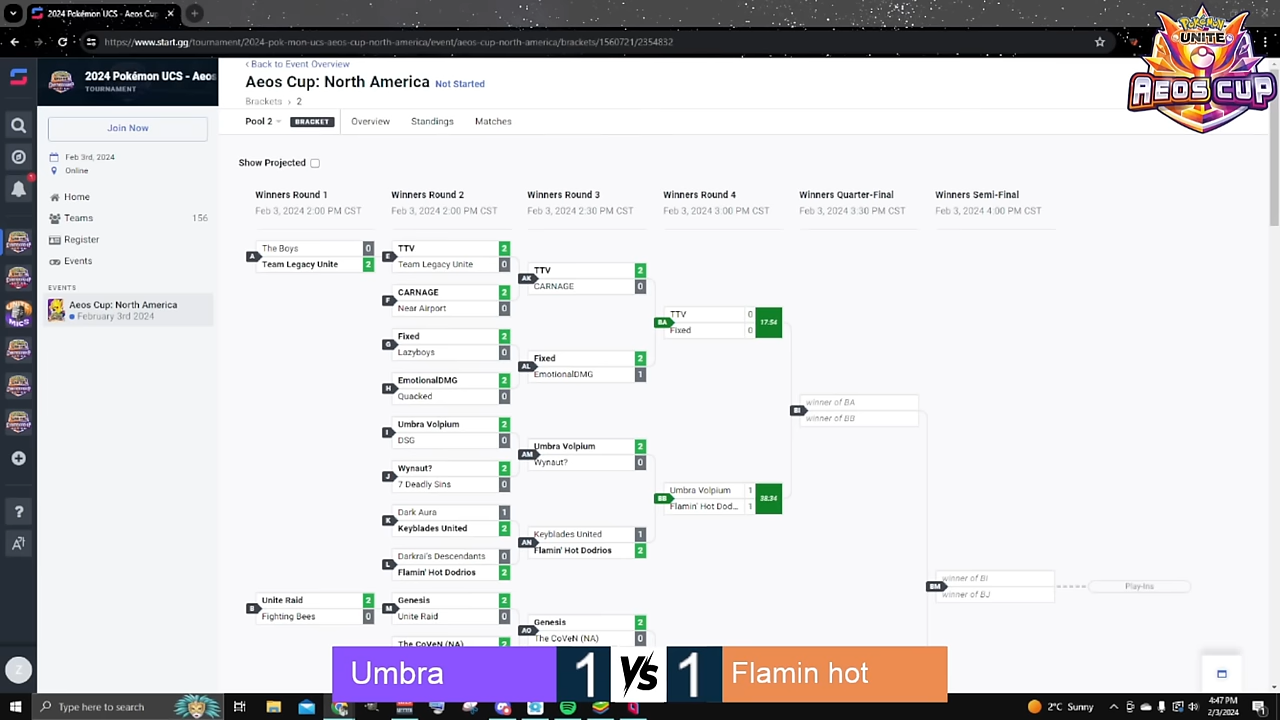 2024 Pokémon UCS - Aeos Cup
https://www.start.gg/tournament/2024-pok-mon-ucs-aeos-cup-north-america/event/aeos-cup-north-america/brackets/1560721/2354832
POKÉMON
UNITE
AEOS CUP
2024 Pokémon UCS - Aeos
TOURNAMENT
Join Now
Feb 3rd, 2024
Online
Home
Teams 156
Register
Events
EVENTS
Aeos Cup: North America
February 3rd 2024
‹ Back to Event Overview
Aeos Cup: North America Not Started
Brackets › 2
Pool 2 BRACKET Overview Standings Matches
Show Projected
Winners Round 1
Feb 3, 2024 2:00 PM CST
A
The Boys 0
Team Legacy Unite 2
B
Unite Raid 2
Fighting Bees 0
Winners Round 2
Feb 3, 2024 2:00 PM CST
E
TTV 2
Team Legacy Unite 0
F
CARNAGE 2
Near Airport 0
G
Fixed 2
Lazyboys 0
H
EmotionalDMG 2
Quacked 0
I
Umbra Volpium 2
DSG 0
J
Wynaut? 2
7 Deadly Sins 0
K
Dark Aura 1
Keyblades United 2
L
Darkrai's Descendants 0
Flamin' Hot Dodrios 2
M
Genesis 2
Unite Raid 0
The CoVeN (NA) 2
Winners Round 3
Feb 3, 2024 2:30 PM CST
AK
TTV 2
CARNAGE 0
AL
Fixed 2
EmotionalDMG 1
AM
Umbra Volpium 2
Wynaut? 0
AN
Keyblades United 1
Flamin' Hot Dodrios 2
AO
Genesis 2
The CoVeN (NA) 0
Winners Round 4
Feb 3, 2024 3:00 PM CST
BA
TTV 0
Fixed 0
17:54
BB
Umbra Volpium 1
Flamin' Hot Dod... 1
38:34
Winners Quarter-Final
Feb 3, 2024 3:30 PM CST
BI
winner of BA
winner of BB
Winners Semi-Final
Feb 3, 2024 4:00 PM CST
BM
winner of BI
winner of BJ
Play-Ins
Umbra 1 Vs 1 Flamin hot
Z
Type here to search
2°C Sunny
4:47 PM
2/3/2024